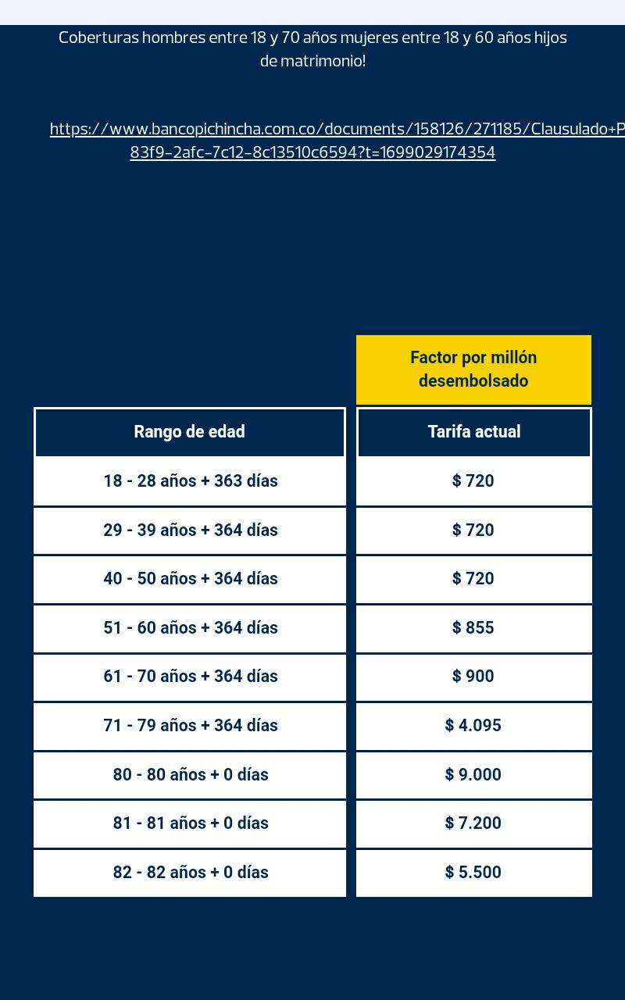 Coberturas hombres entre 18 y 70 años mujeres entre 18 y 60 años hijos
de matrimonio!
https://www.bancopichincha.com.co/documents/158126/271185/Clausulado+P
83f9-2afc-7c12-8c13510c6594?t=1699029174354
Factor por millón
desembolsado
Rango de edad Tarifa actual
18 - 28 años + 363 días $ 720
29 - 39 años + 364 días $ 720
40 - 50 años + 364 días $ 720
51 - 60 años + 364 días $ 855
61 - 70 años + 364 días $ 900
71 - 79 años + 364 días $ 4.095
80 - 80 años + 0 días $ 9.000
81 - 81 años + 0 días $ 7.200
82 - 82 años + 0 días $ 5.500